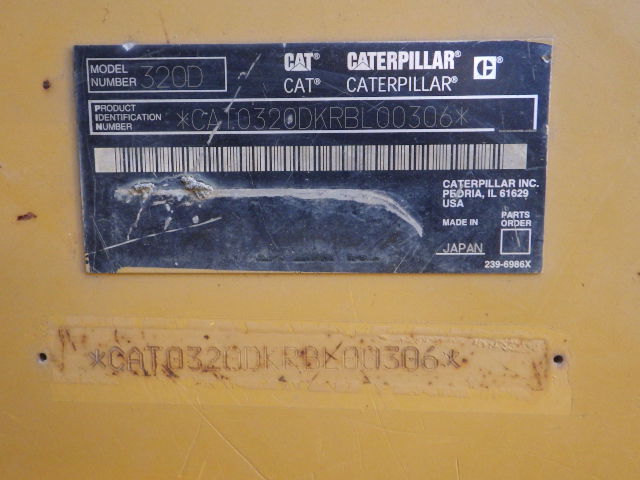 MODEL NUMBER 320D
CAT® CATERPILLAR®
CAT® CATERPILLAR®
PRODUCT
IDENTIFICATION *CAT0320DKRBL00306*
NUMBER
CATERPILLAR INC.
PEORIA, IL 61629
USA
MADE IN
JAPAN
PARTS
ORDER
239-6986X
*CAT0320DKRBL00306*